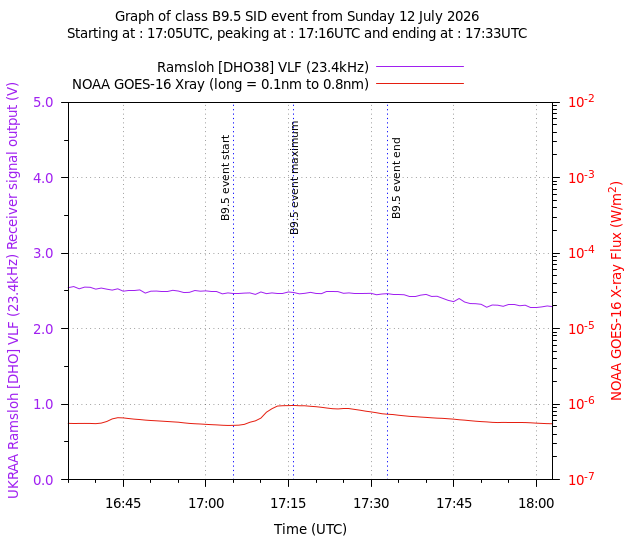 Graph of class B9.5 SID event from Sunday 12 July 2026
Starting at : 17:05UTC, peaking at : 17:16UTC and ending at : 17:33UTC
Ramsloh [DHO38] VLF (23.4kHz)
NOAA GOES-16 Xray (long = 0.1nm to 0.8nm)
UKRAA Ramsloh [DHO] VLF (23.4kHz) Receiver signal output (V)
5.0
4.0
3.0
2.0
1.0
0.0
B9.5 event start
B9.5 event maximum
B9.5 event end
10-2
10-3
10-4
10-5
10-6
10-7
NOAA GOES-16 X-ray Flux (W/m2)
16:45 17:00 17:15 17:30 17:45 18:00
Time (UTC)